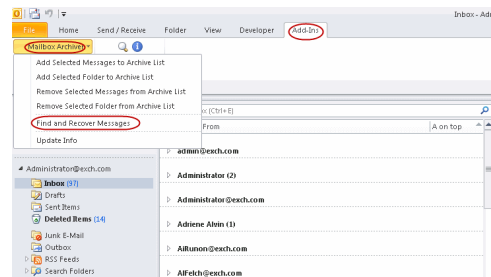 Inbox - Adm
File Home Send / Receive Folder View Developer Add-Ins
Mailbox Archiver
Add Selected Messages to Archive List
Add Selected Folder to Archive List
Remove Selected Messages from Archive List
Remove Selected Folder from Archive List
Find and Recover Messages
Update Info
(Ctrl+E)
From A on top
Administrator@exch.com
Inbox (97)
Drafts
Sent Items
Deleted Items (14)
Junk E-Mail
Outbox
RSS Feeds
Search Folders
admin@exch.com
Administrator (2)
Administrator@exch.com
Adriene Alvin (1)
AiRunon@exch.com
AlFelch@exch.com